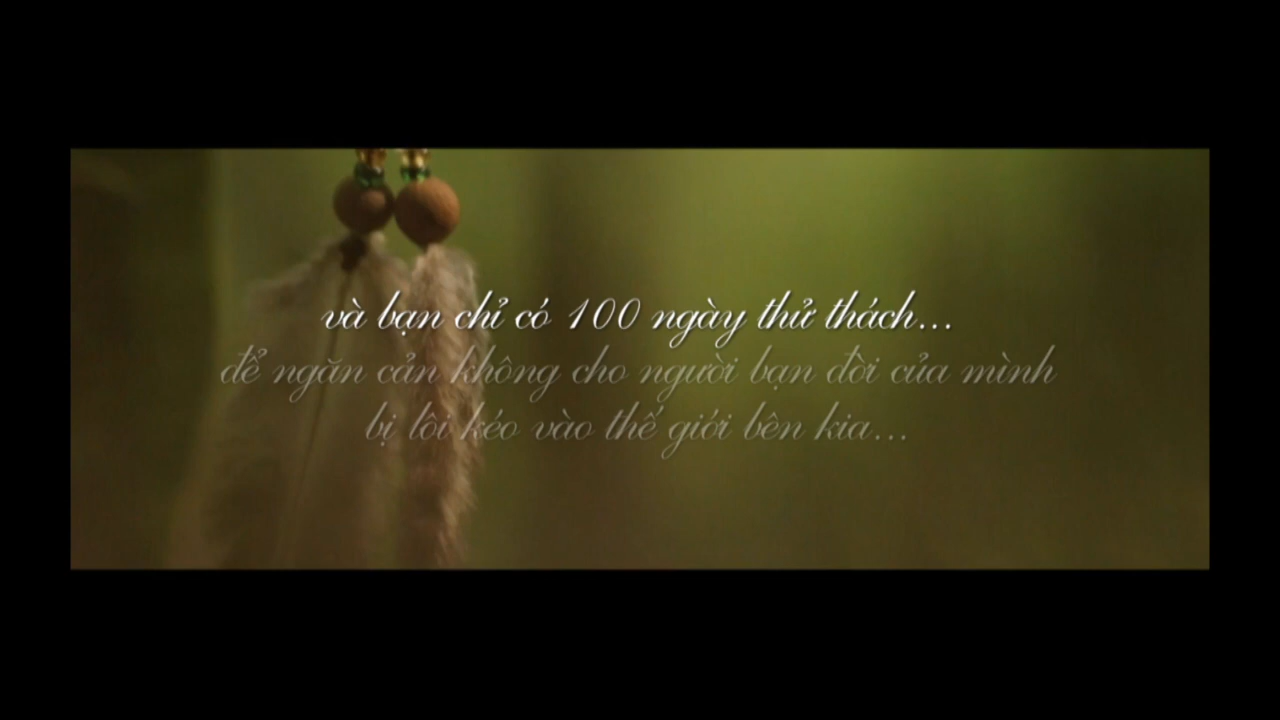 và bạn chỉ có 100 ngày thử thách...
để ngăn cản không cho người bạn đời của mình
bị lôi kéo vào thế giới bên kia...